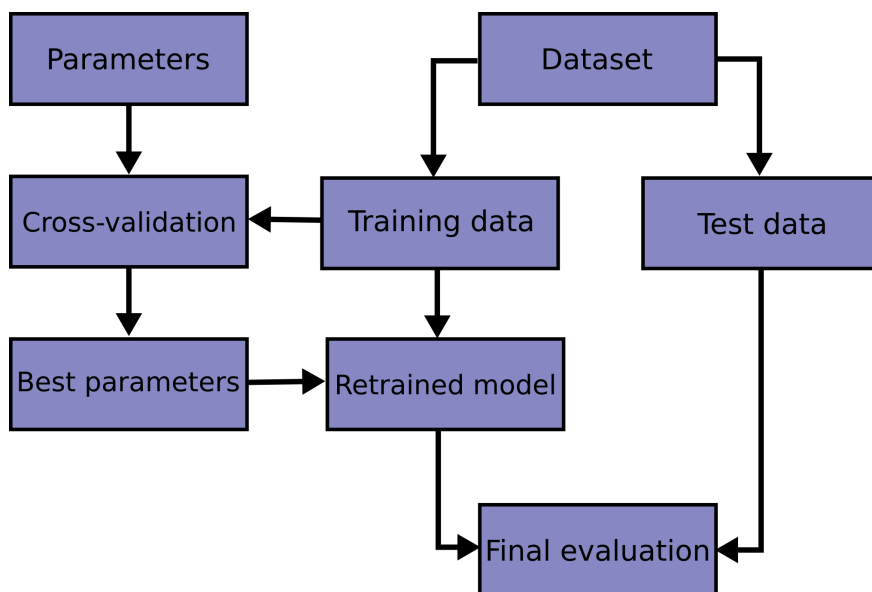 Parameters
Dataset
Cross-validation
Training data
Test data
Best parameters
Retrained model
Final evaluation